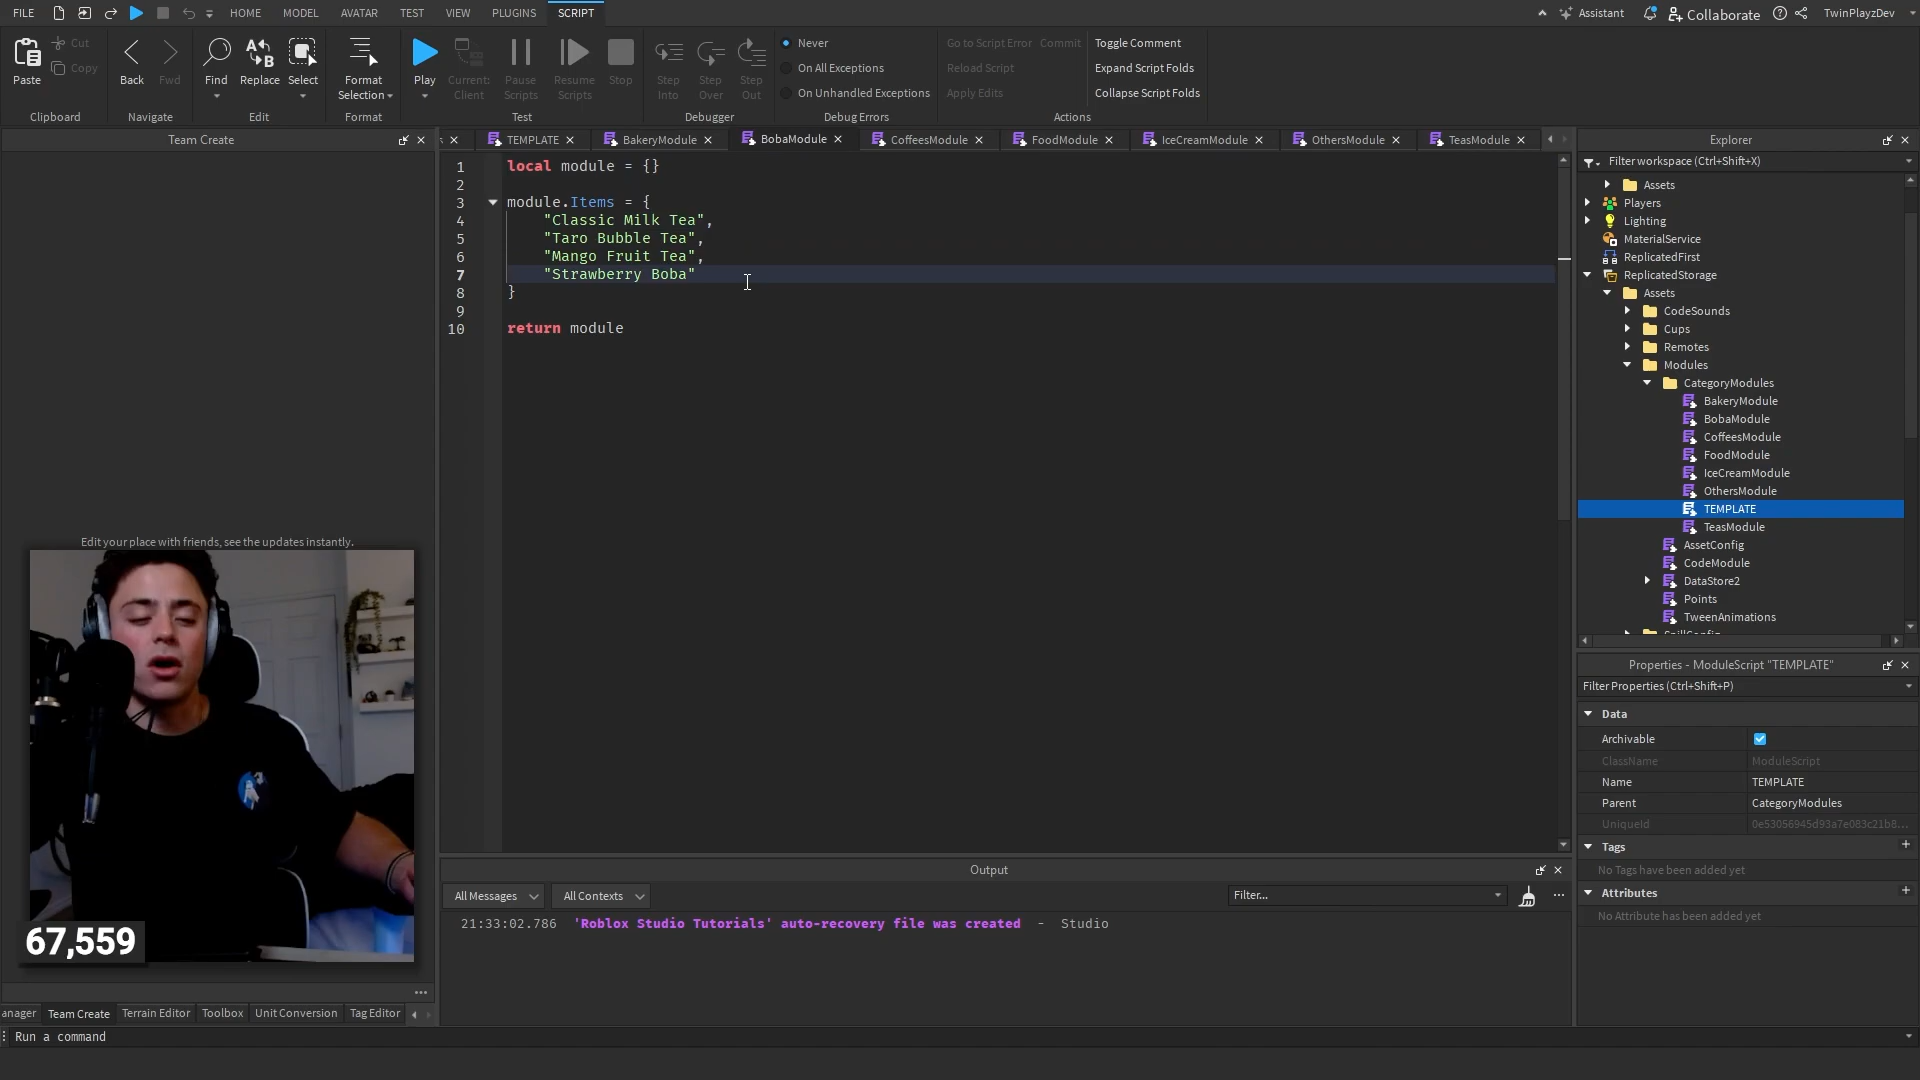 FILE HOME MODEL AVATAR TEST VIEW PLUGINS SCRIPT Assistant Collaborate TwinPlayzDev
Paste Cut Copy Back Fwd Find Replace Select Format Selection Play Current: Client Pause Scripts Resume Scripts Stop Step Into Step Over Step Out
Never On All Exceptions On Unhandled Exceptions
Go to Script Error Commit Reload Script Apply Edits
Toggle Comment Expand Script Folds Collapse Script Folds
Clipboard Navigate Edit Format Test Debugger Debug Errors Actions
Team Create
TEMPLATE BakeryModule BobaModule CoffeesModule FoodModule IceCreamModule OthersModule TeasModule
1 local module = {}
2
3 module.Items = {
4 "Classic Milk Tea",
5 "Taro Bubble Tea",
6 "Mango Fruit Tea",
7 "Strawberry Boba"
8 }
9
10 return module
Edit your place with friends, see the updates instantly.
67,559
anager Team Create Terrain Editor Toolbox Unit Conversion Tag Editor
Run a command
Output
All Messages All Contexts Filter...
21:33:02.786 'Roblox Studio Tutorials' auto-recovery file was created - Studio
Explorer
Filter workspace (Ctrl+Shift+X)
Assets
Players
Lighting
MaterialService
ReplicatedFirst
ReplicatedStorage
Assets
CodeSounds
Cups
Remotes
Modules
CategoryModules
BakeryModule
BobaModule
CoffeesModule
FoodModule
IceCreamModule
OthersModule
TEMPLATE
TeasModule
AssetConfig
CodeModule
DataStore2
Points
TweenAnimations
Properties - ModuleScript "TEMPLATE"
Filter Properties (Ctrl+Shift+P)
Data
Archivable
ClassName ModuleScript
Name TEMPLATE
Parent CategoryModules
UniqueId 0e53056945d93a7e083c21b8...
Tags
No Tags have been added yet
Attributes
No Attribute has been added yet